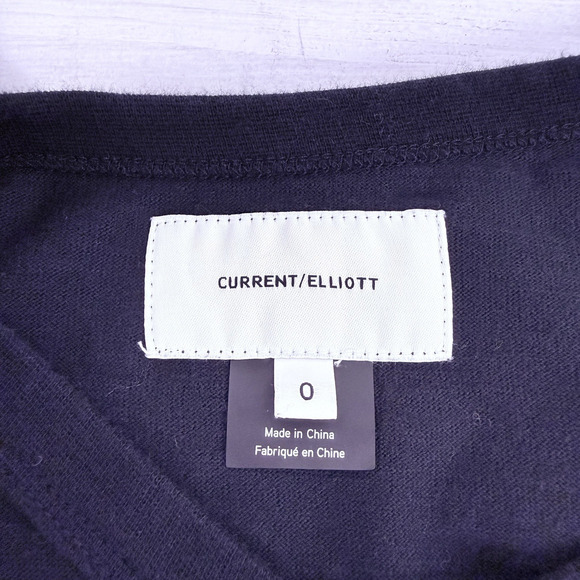 CURRENT/ELLIOTT
0
Made in China
Fabriqué en Chine